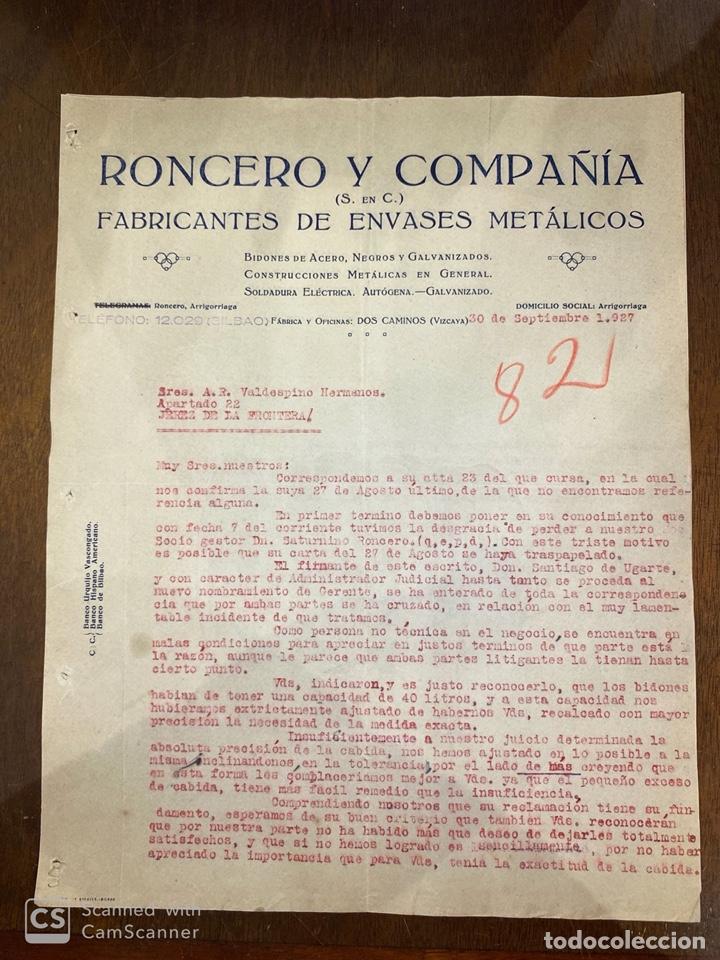 RONCERO Y COMPAÑÍA
(S. EN C.)
FABRICANTES DE ENVASES METÁLICOS
BIDONES DE ACERO, NEGROS Y GALVANIZADOS.
CONSTRUCCIONES METÁLICAS EN GENERAL.
SOLDADURA ELÉCTRICA. AUTÓGENA.—GALVANIZADO.
TELEGRAMAS: Roncero, Arrigorriaga
DOMICILIO SOCIAL: Arrigorriaga
TELÉFONO: 12.029 (BILBAO) FÁBRICA Y OFICINAS: DOS CAMINOS (VIZCAYA) 30 de Septiembre 1.927
821
Sres. A.R. Valdespino Hermanos.
Apartado 22
JEREZ DE LA FRONTERA/
Muy Sres.nuestros:
Correspondemos a su atta 23 del que cursa, en la cual
nos confirma la suya 27 de Agosto último,de la que no encontramos refe-
rencia alguna.
En primer termino debemos poner en su conocimiento que
con fecha 7 del corriente tuvimos la desgracia de perder a nuestro
Socio gestor Dn. Saturnino Roncero.(q,e,p,d,). Con este triste motivo
es posible que su carta del 27 de Agosto se haya traspapelado.
El firmante de este escrito, Don. Santiago de Ugarte,
y con caracter de Administrador Judicial hasta tanto se proceda al
nuevo nombramiento de Gerente, se ha enterado de toda la corresponden-
cia que por ambas partes se ha cruzado, en relación con el muy lamen-
table incidente de que tratamos.
Como persona no técnica en el negocio,se encuentra en
malas condiciones para apreciar en justos terminos de que parte está
la razón, aunque le parece que ambas partes litigantes la tienen hasta
cierto punto.
Vds, indicaron,y es justo reconocerlo, que los bidones
habian de tener una capacidad de 40 litros, y a esta capacidad nos
hubieramos extrictamente ajustado de habernos Vds, recalcado con mayor
precisión la necesidad de la medida exacta.
Insuficientemente a nuestro juicio determinada la
absoluta precisión de la cabida, nos hemos ajustado en lo posible a la
misma inclinandonos,en la tolerancia,por el lado de mas creyendo que
en esta forma les complaceriamos mejor a Vds. ya que el pequeño exceso
de cabida, tiene más facil remedio que la insuficiencia,
Comprendiendo nosotros que su reclamación tiene su fun-
damento, esperamos de su buen criterio que tambien Vds. reconocerán
que por nuestra parte no ha habido más que deseo de dejarles totalmente
satisfechos, y que si no hemos logrado es sencillamente, por no haber
apreciado la importancia que para Vds, tenia la exactitud de la cabida.
C. C. Banco Urquijo Vascongado.
Banco Hispano Americano.
Banco de Bilbao.
CS Scanned with
CamScanner
todocoleccion